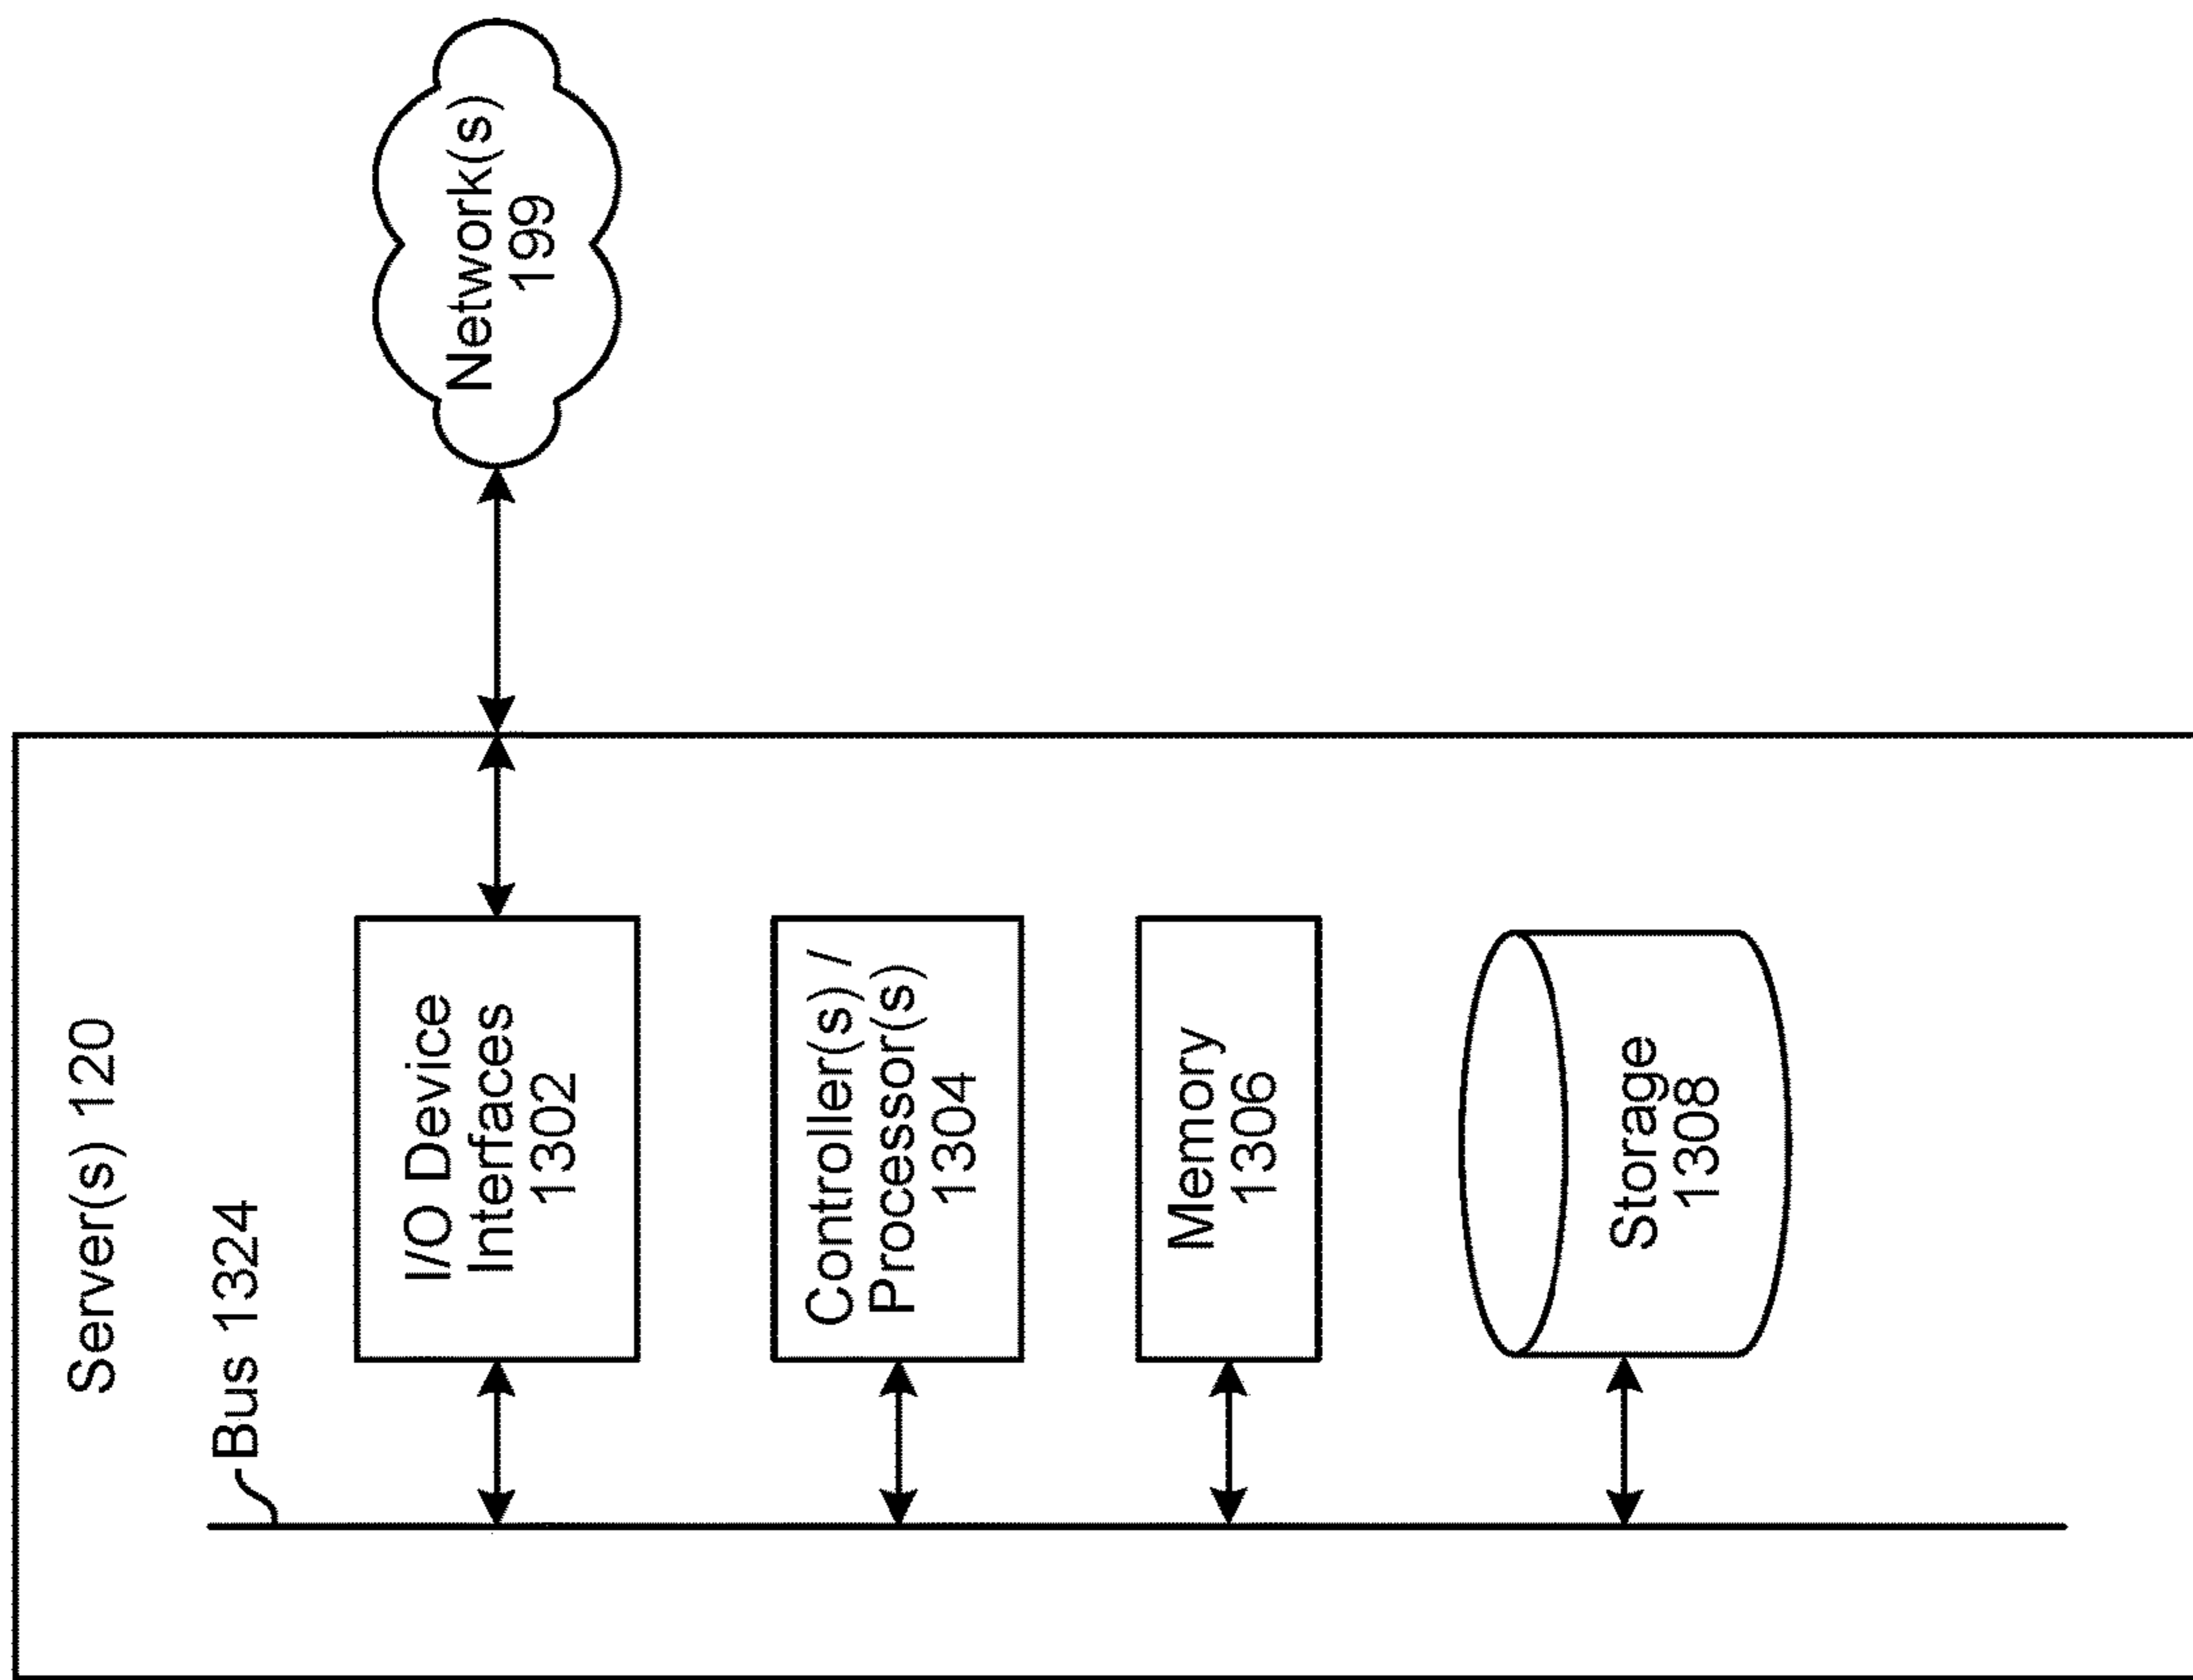 Server(s) 120
Bus 1324
I/O Device
Interfaces
1302
Network(s)
199
Controller(s) /
Processor(s)
1304
Memory
1306
Storage
1308